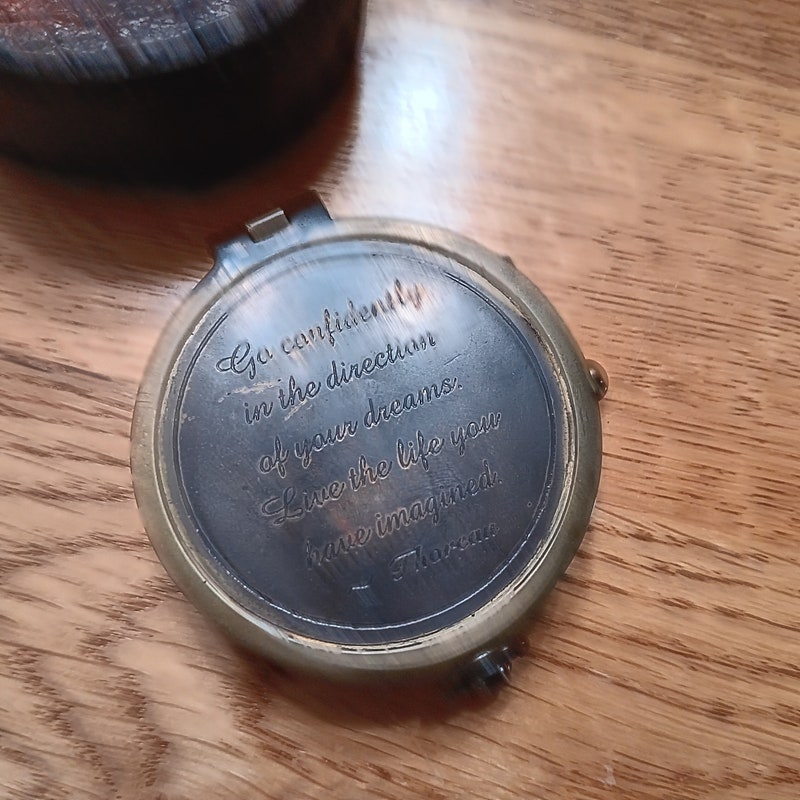 Go confidently
in the direction
of your dreams.
Live the life you
have imagined.
- Thoreau